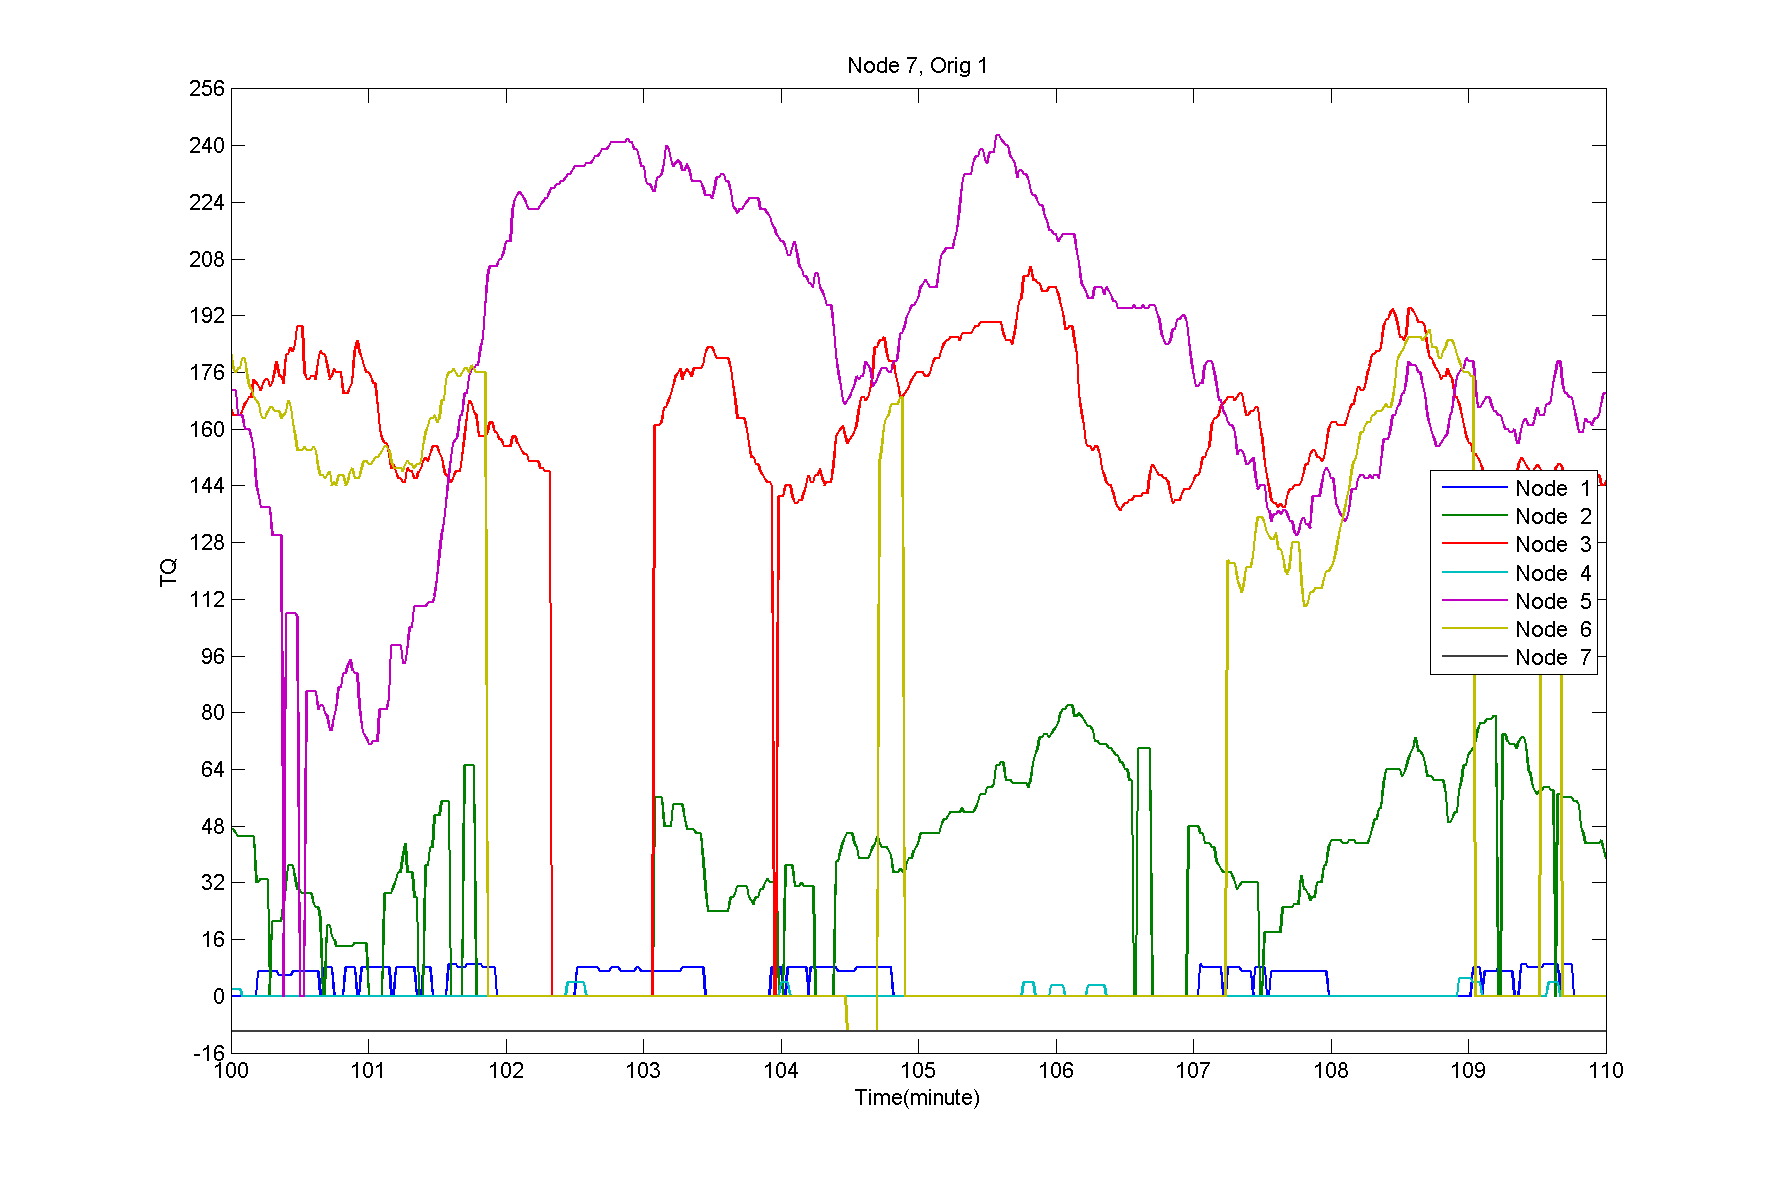 Node 7, Orig 1
256
240
224
208
192
176
160
144
128
112
96
80
64
48
32
16
0
-16
TQ
100 101 102 103 104 105 106 107 108 109 110
Time(minute)
Node 1
Node 2
Node 3
Node 4
Node 5
Node 6
Node 7